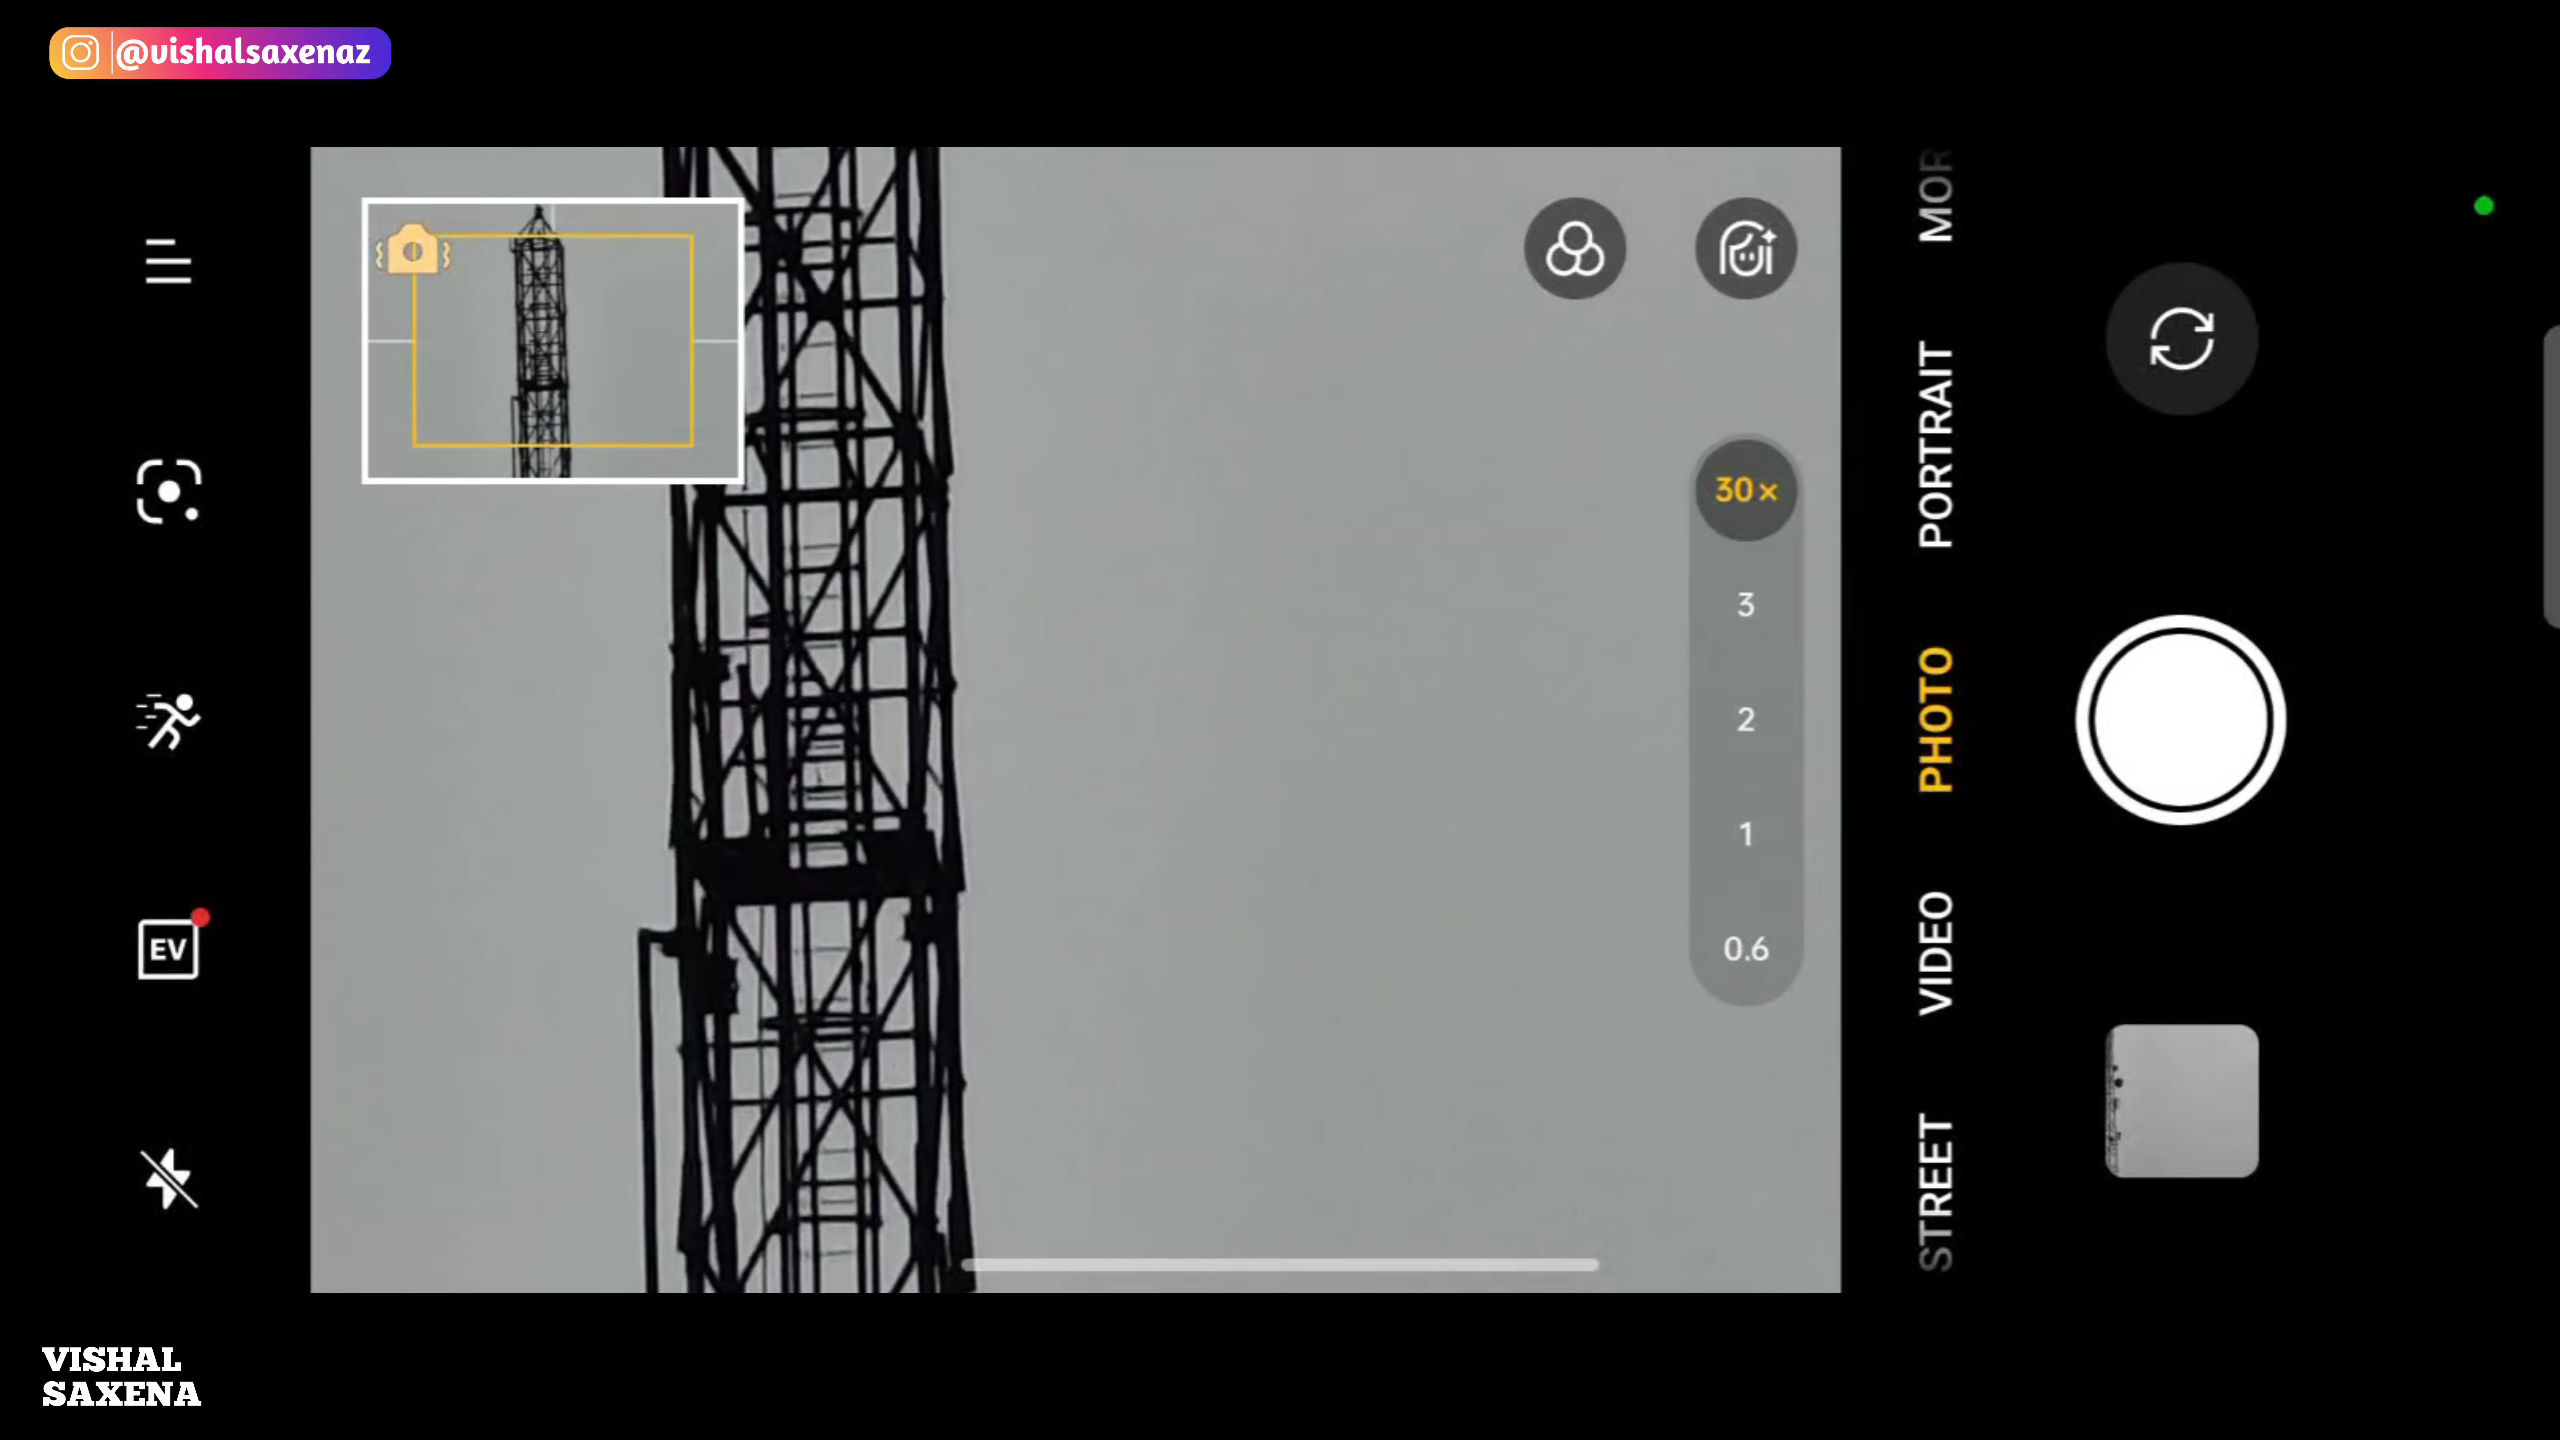 @vishalsaxenaz
30×
3
2
1
0.6
EV
MOR
PORTRAIT
PHOTO
VIDEO
STREET
VISHAL
SAXENA